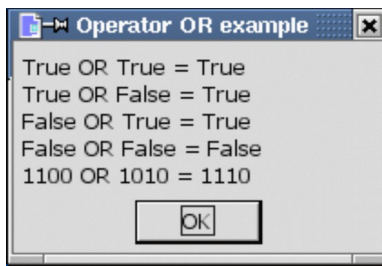 Operator OR example
True OR True = True
True OR False = True
False OR True = True
False OR False = False
1100 OR 1010 = 1110
OK